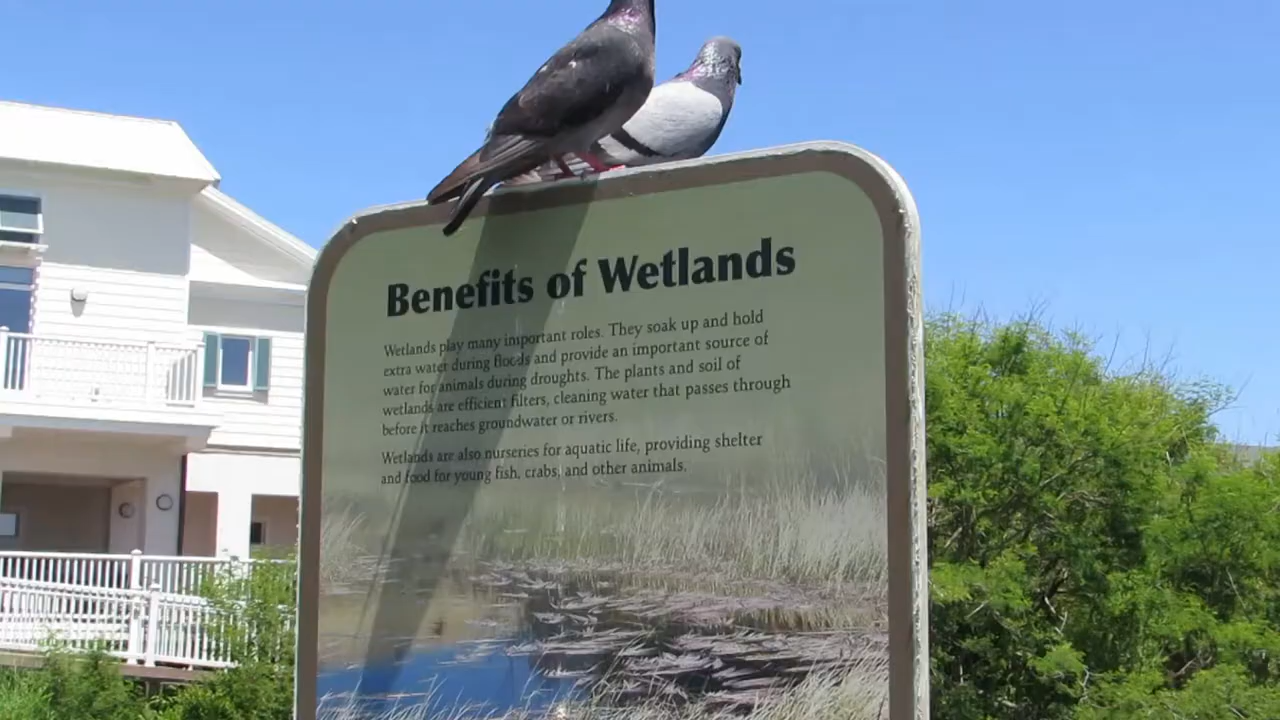 Benefits of Wetlands
Wetlands play many important roles. They soak up and hold
extra water during floods and provide an important source of
water for animals during droughts. The plants and soil of
wetlands are efficient filters, cleaning water that passes through
before it reaches groundwater or rivers.
Wetlands are also nurseries for aquatic life, providing shelter
and food for young fish, crabs, and other animals.